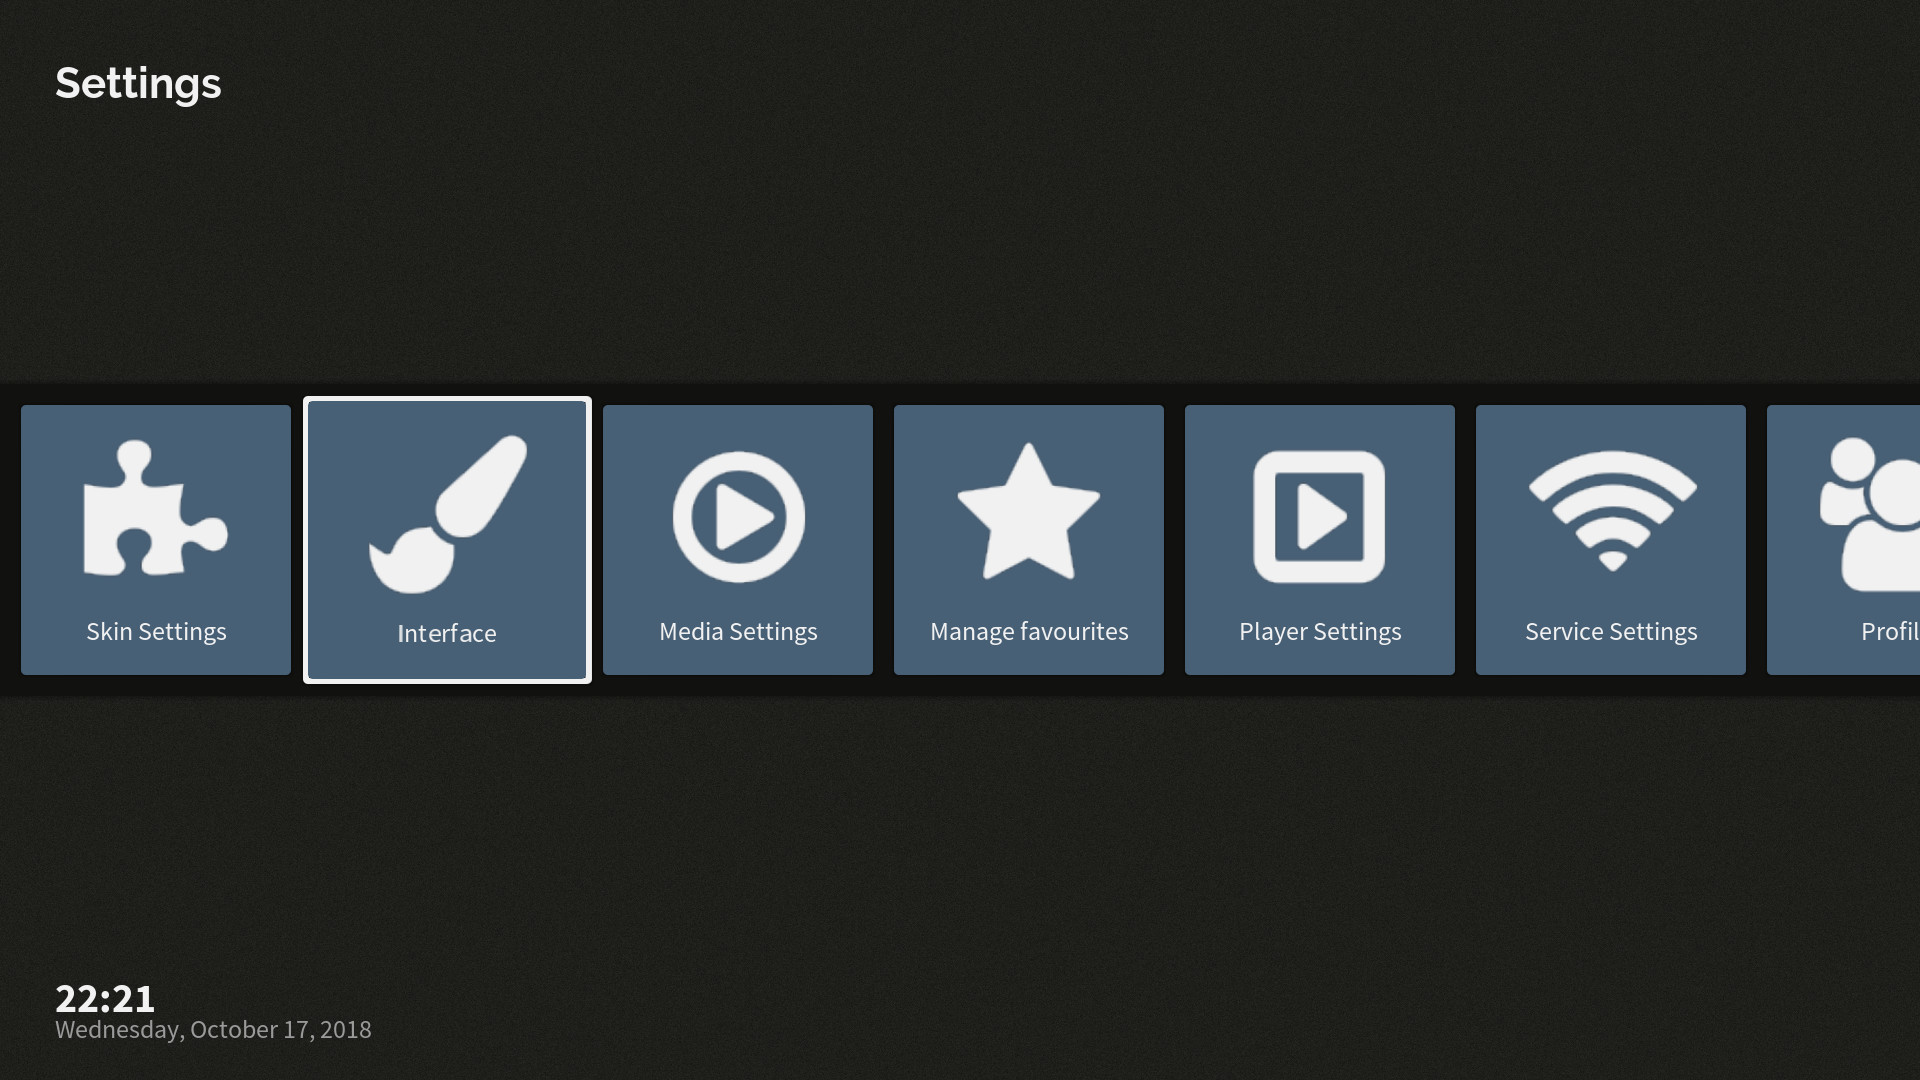 Settings
Skin Settings
Interface
Media Settings
Manage favourites
Player Settings
Service Settings
Profil
22:21
Wednesday, October 17, 2018